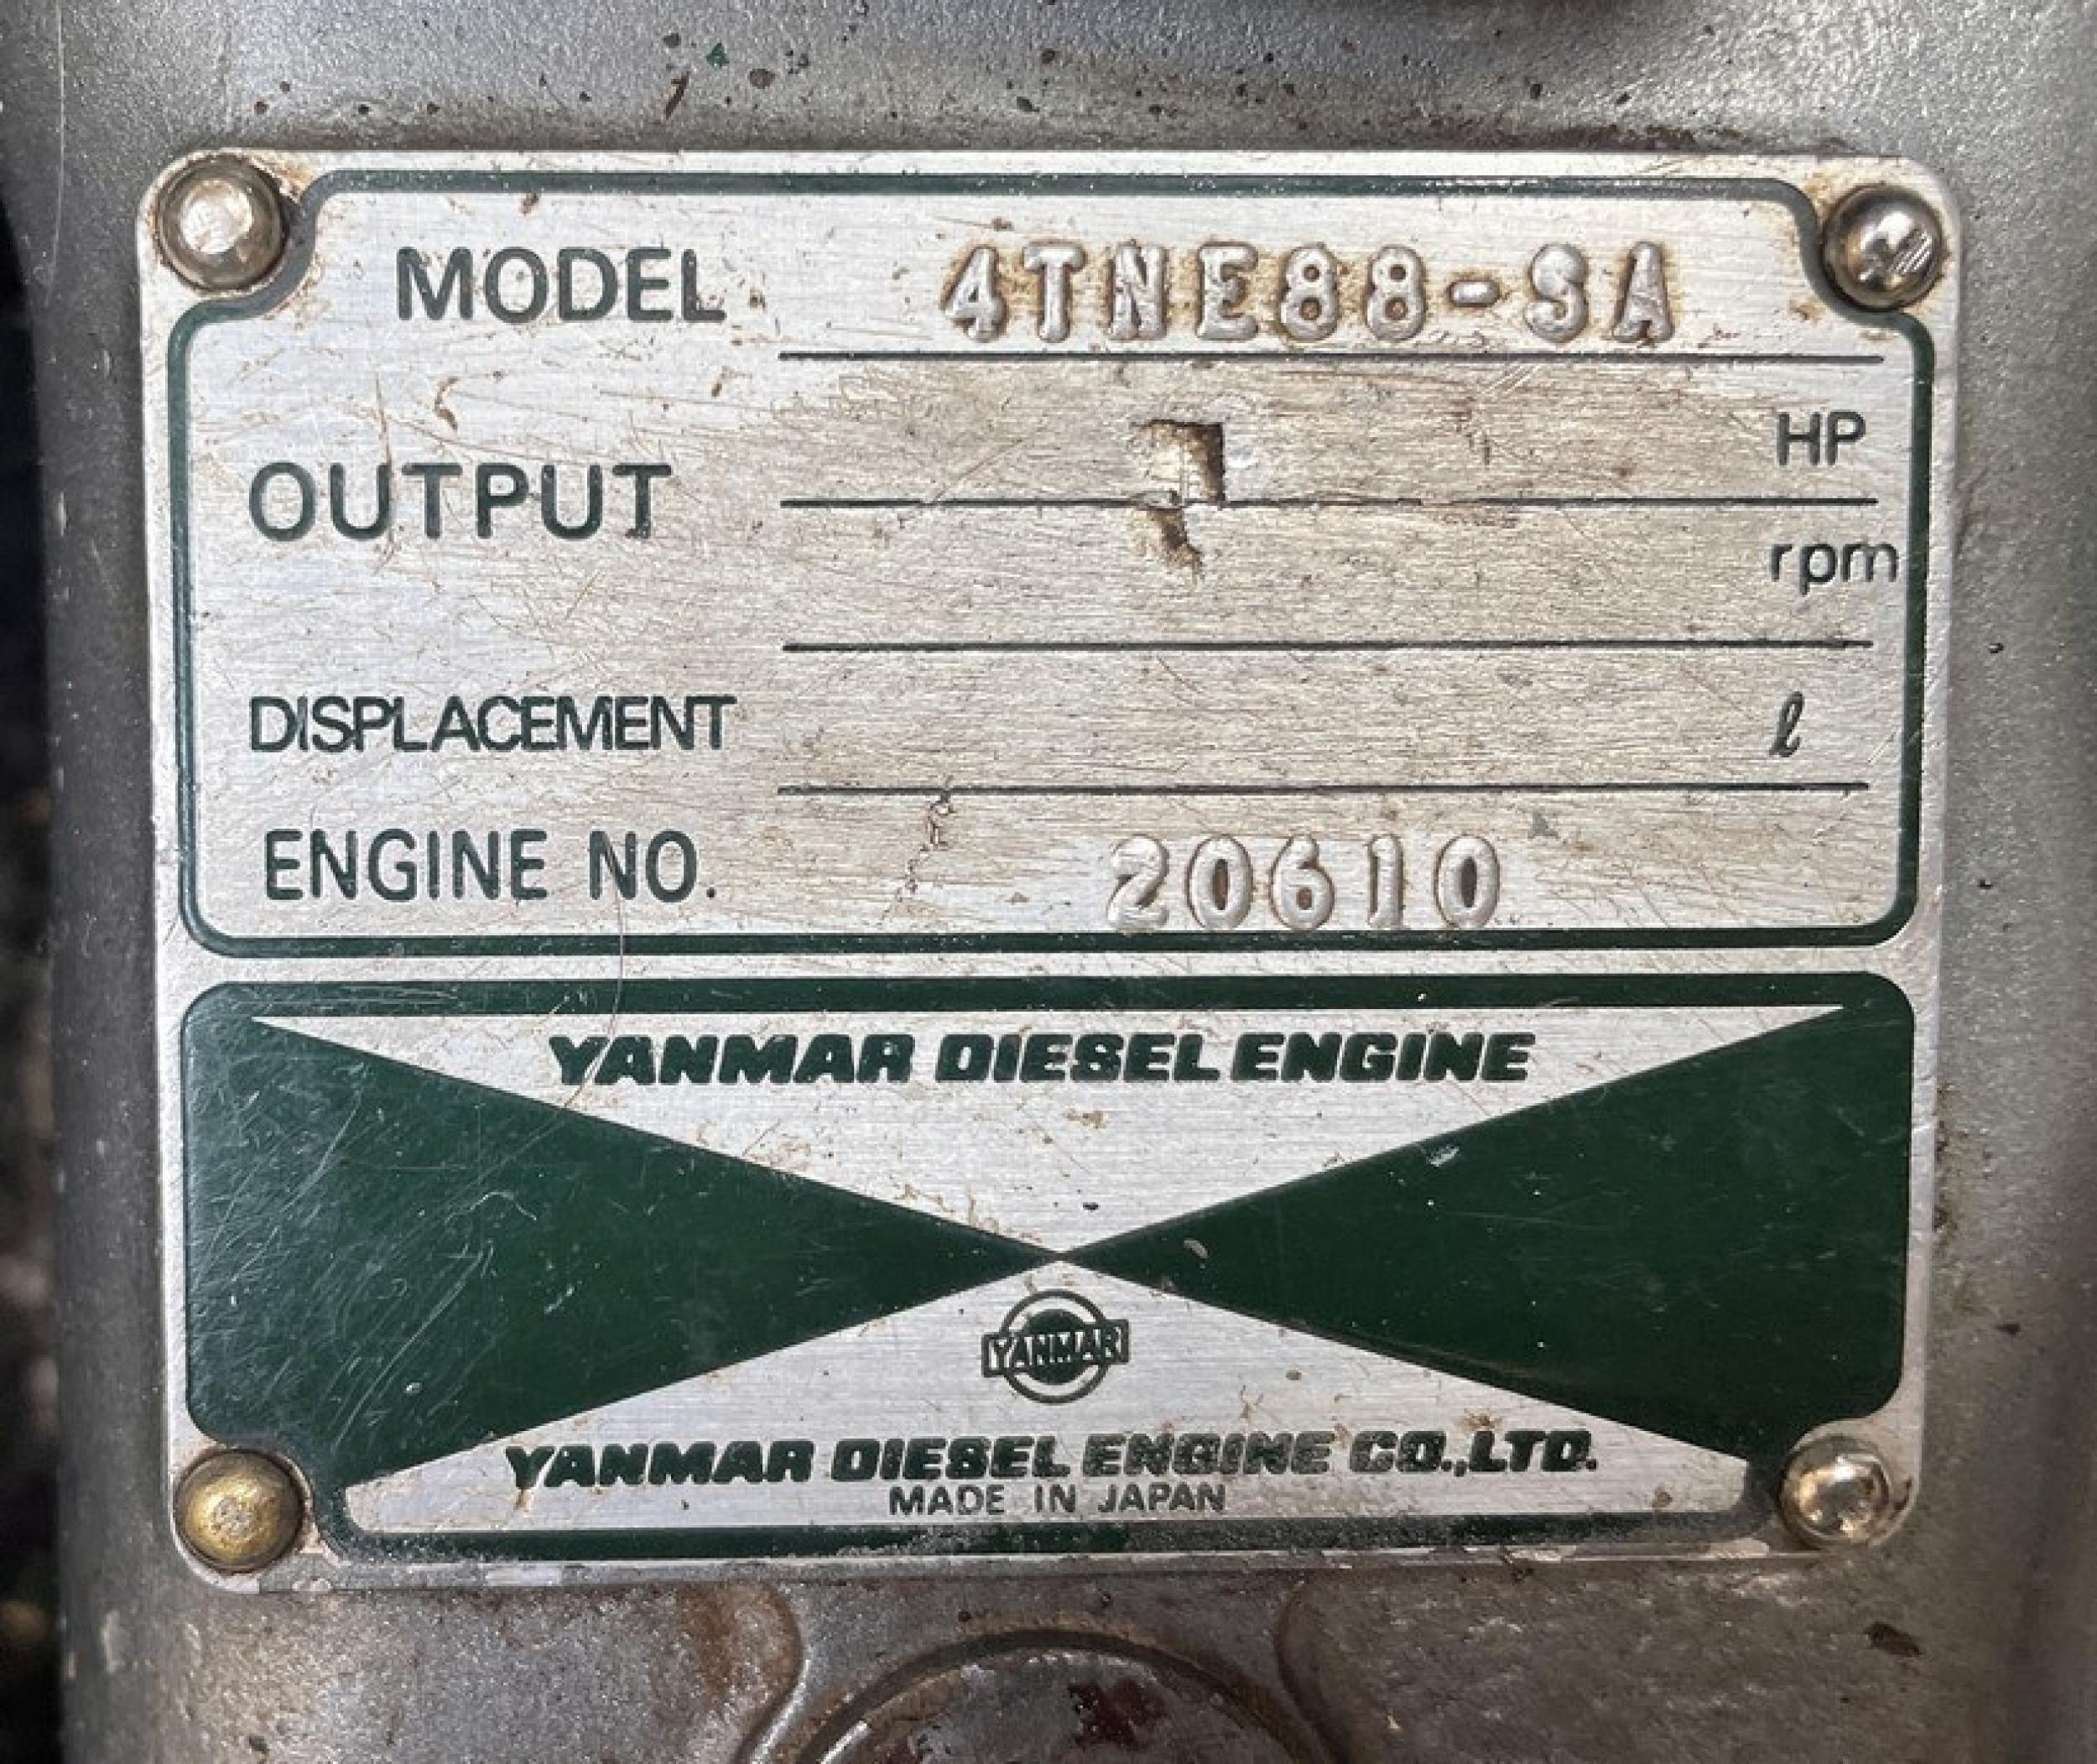 MODEL 4TNE88-SA
HP
OUTPUT
rpm
DISPLACEMENT ℓ
ENGINE NO. 20610
YANMAR DIESEL ENGINE
YANMAR
YANMAR DIESEL ENGINE CO.,LTD.
MADE IN JAPAN